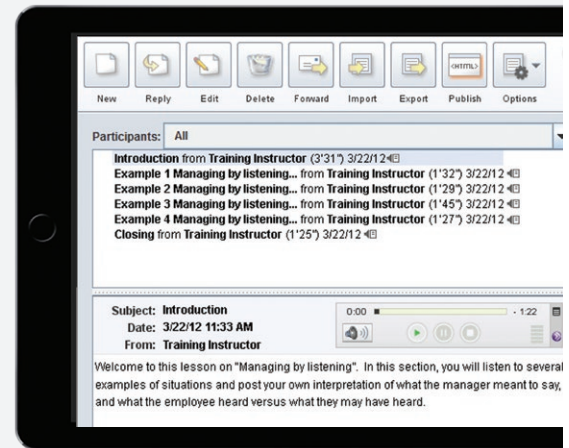 <HTML>
New Reply Edit Delete Forward Import Export Publish Options
Participants: All
Introduction from Training Instructor (3'31") 3/22/12
Example 1 Managing by listening... from Training Instructor (1'32") 3/22/12
Example 2 Managing by listening... from Training Instructor (1'29") 3/22/12
Example 3 Managing by listening... from Training Instructor (1'45") 3/22/12
Example 4 Managing by listening... from Training Instructor (1'27") 3/22/12
Closing from Training Instructor (1'25") 3/22/12
Subject: Introduction
0:00 - 1:22
Date: 3/22/12 11:33 AM
From: Training Instructor
Welcome to this lesson on "Managing by listening". In this section, you will listen to several
examples of situations and post your own interpretation of what the manager meant to say,
and what the employee heard versus what they may have heard.